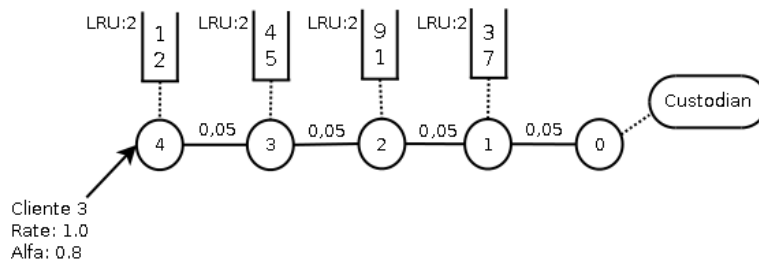 LRU:2 LRU:2 LRU:2 LRU:2
1 4 9 3
2 5 1 7
Custodian
0,05 0,05 0,05 0,05
4 3 2 1 0
Cliente 3
Rate: 1.0
Alfa: 0.8